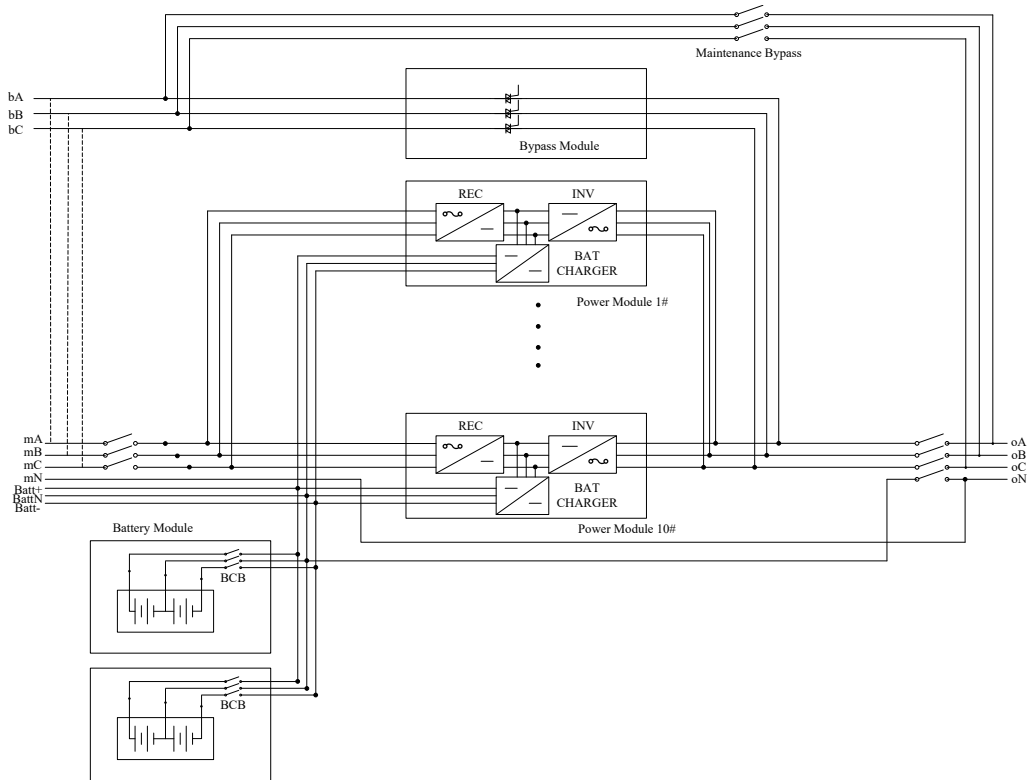 Maintenance Bypass
bA
bB
bC
Bypass Module
REC
INV
BAT
CHARGER
Power Module 1#
REC
INV
BAT
CHARGER
Power Module 10#
mA
mB
mC
mN
Batt+
BattN
Batt-
oA
oB
oC
oN
Battery Module
BCB
BCB